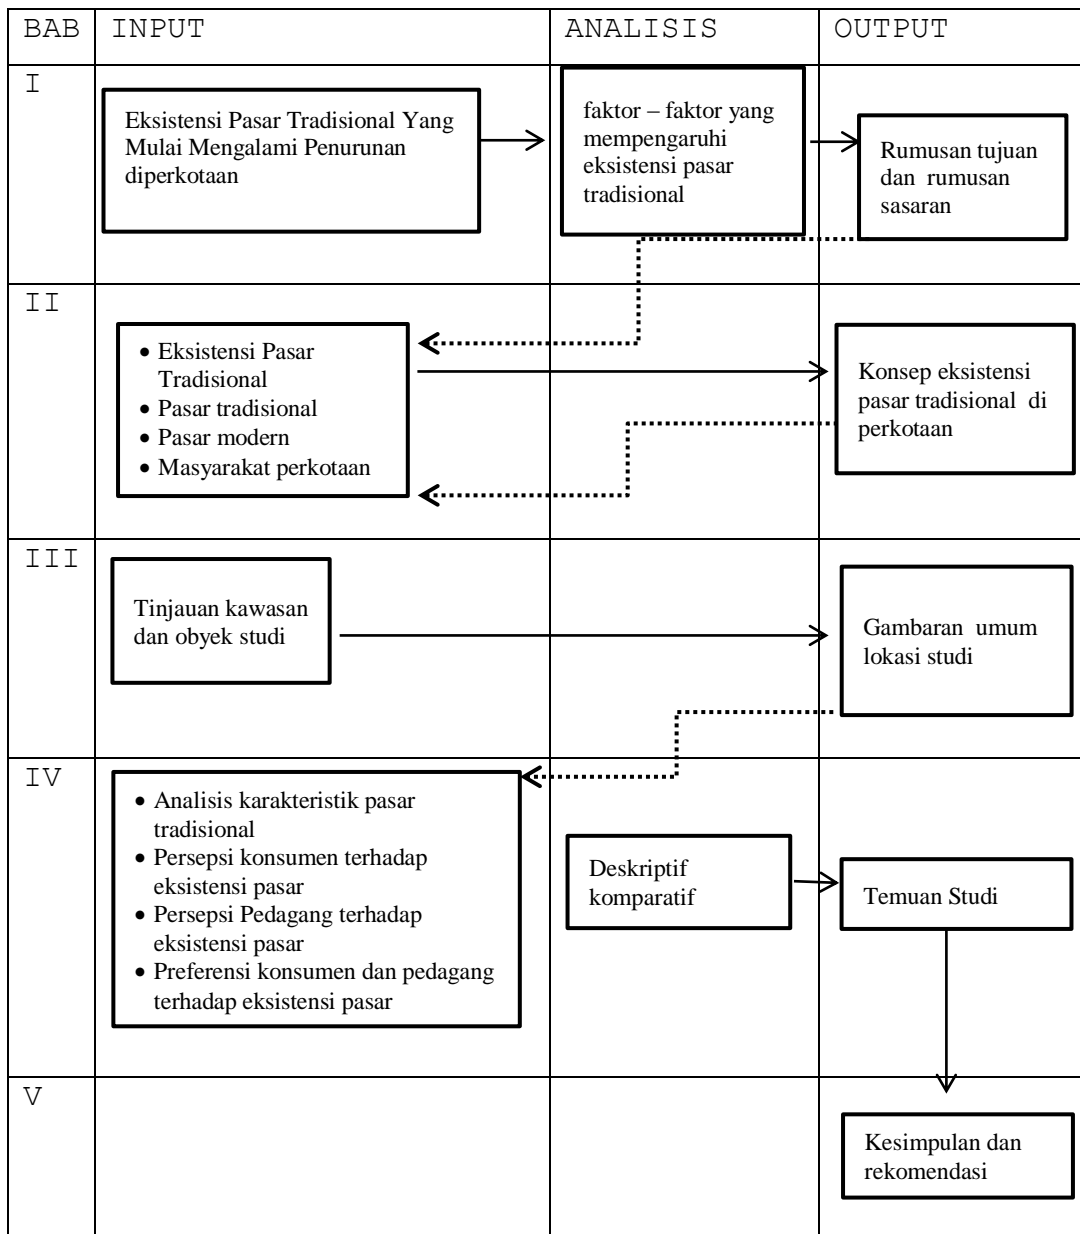 BAB INPUT ANALISIS OUTPUT
I
Eksistensi Pasar Tradisional Yang
Mulai Mengalami Penurunan
diperkotaan
faktor – faktor yang
mempengaruhi
eksistensi pasar
tradisional
Rumusan tujuan
dan rumusan
sasaran
II
• Eksistensi Pasar
Tradisional
• Pasar tradisional
• Pasar modern
• Masyarakat perkotaan
Konsep eksistensi
pasar tradisional di
perkotaan
III
Tinjauan kawasan
dan obyek studi
Gambaran umum
lokasi studi
IV
• Analisis karakteristik pasar
tradisional
• Persepsi konsumen terhadap
eksistensi pasar
• Persepsi Pedagang terhadap
eksistensi pasar
• Preferensi konsumen dan pedagang
terhadap eksistensi pasar
Deskriptif
komparatif
Temuan Studi
V
Kesimpulan dan
rekomendasi